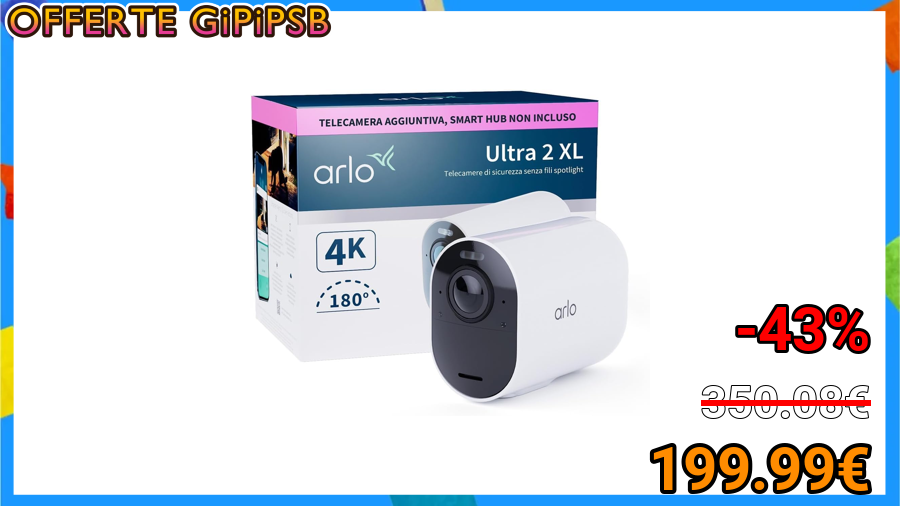 OFFERTE GiPiPSB
TELECAMERA AGGIUNTIVA, SMART HUB NON INCLUSO
arlo
Ultra 2 XL
Telecamere di sicurezza senza fili spotlight
4K
180°
arlo
-43%
350.08€
199.99€